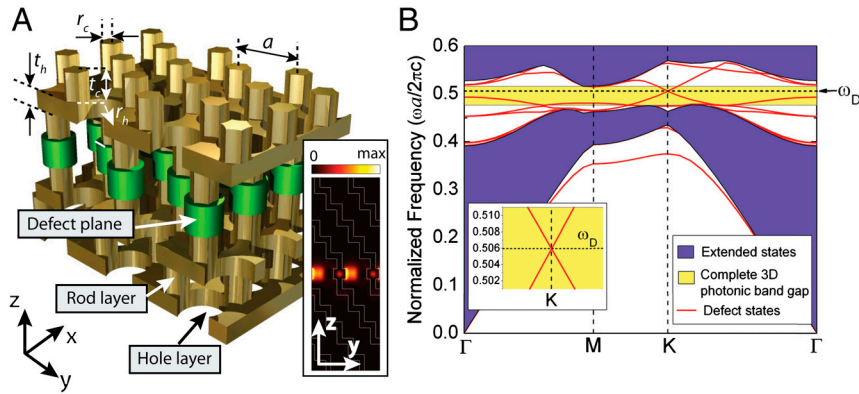 A
r_c
a
t_h
t_c
r_h
0 max
Defect plane
Rod layer
Hole layer
z
x
y
z
y
B
Normalized Frequency (ωa/2πc)
0.6
0.5
0.4
0.3
0.2
0.1
0.0
ω_D
Γ
M
K
Γ
0.510
0.508
0.506
0.504
0.502
ω_D
K
Extended states
Complete 3D
photonic band gap
Defect states